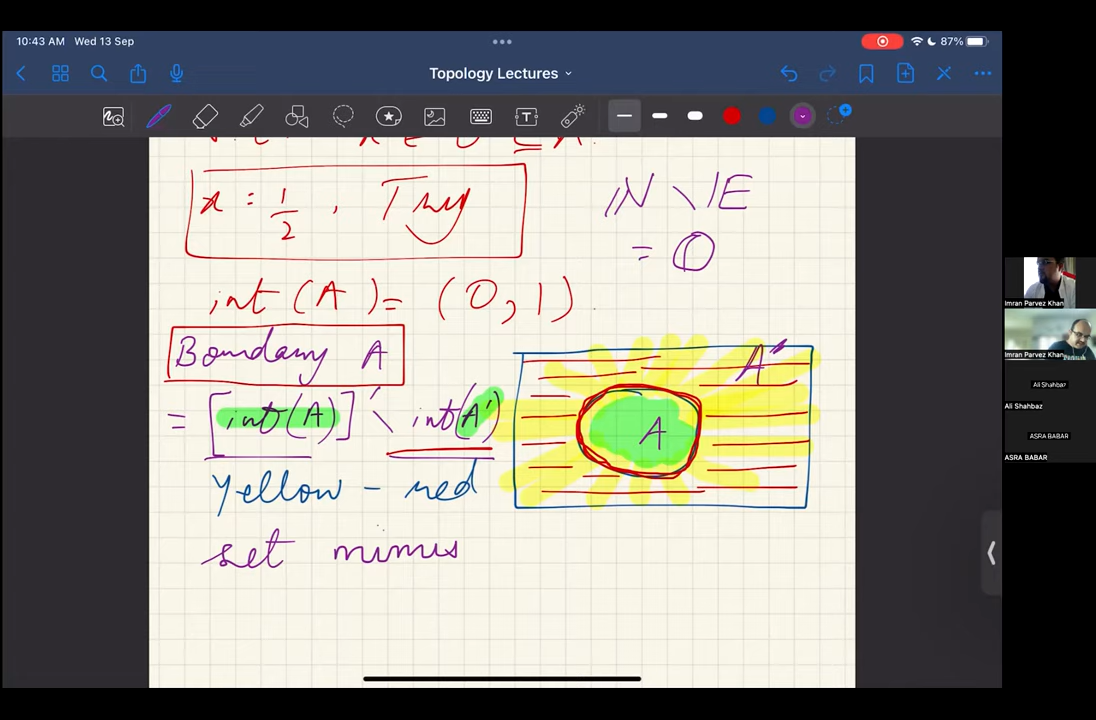 10:43 AM Wed 13 Sep
87%
Topology Lectures
x = 1/2 , Try
IN \ IE
= O
int (A) = (0, 1)
Boundary A
= [int(A)]' \ int(A')
A'
A
Yellow - red
set minus
Imran Parvez Khan
Imran Parvez Khan
Ali Shahbaz
Ali Shahbaz
ASRA BABAR
ASRA BABAR